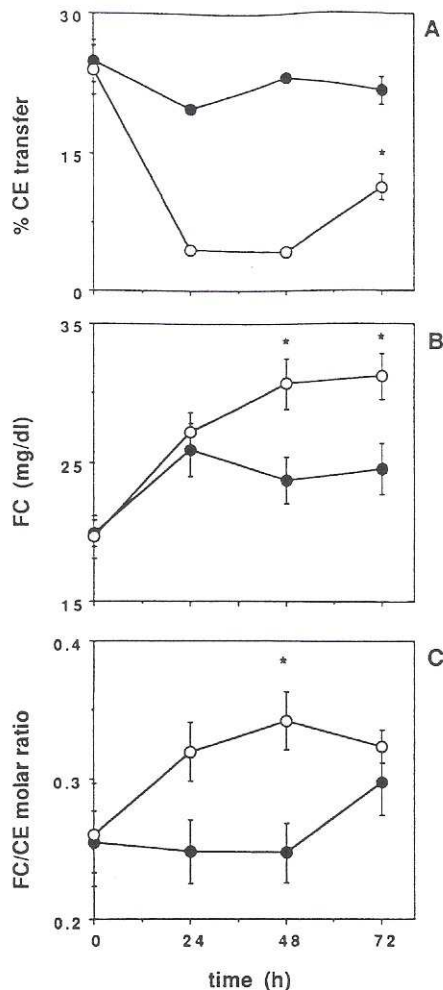 A
30
15
0
% CE transfer
*
B
35
25
15
FC (mg/dl)
* *
C
0.4
0.3
0.2
FC/CE molar ratio
*
0 24 48 72
time (h)